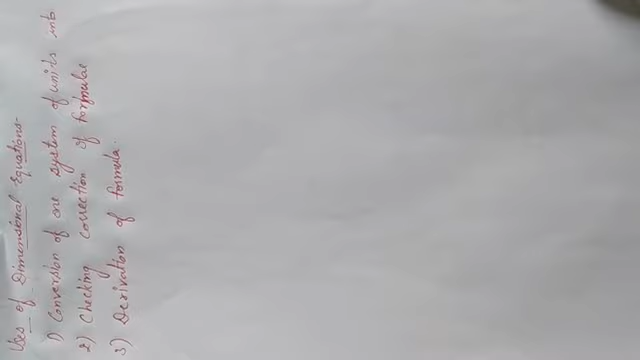 Uses of Dimensional Equations-
1) Conversion of one system of units into
2) Checking correction of formulae
3) Derivation of formula.